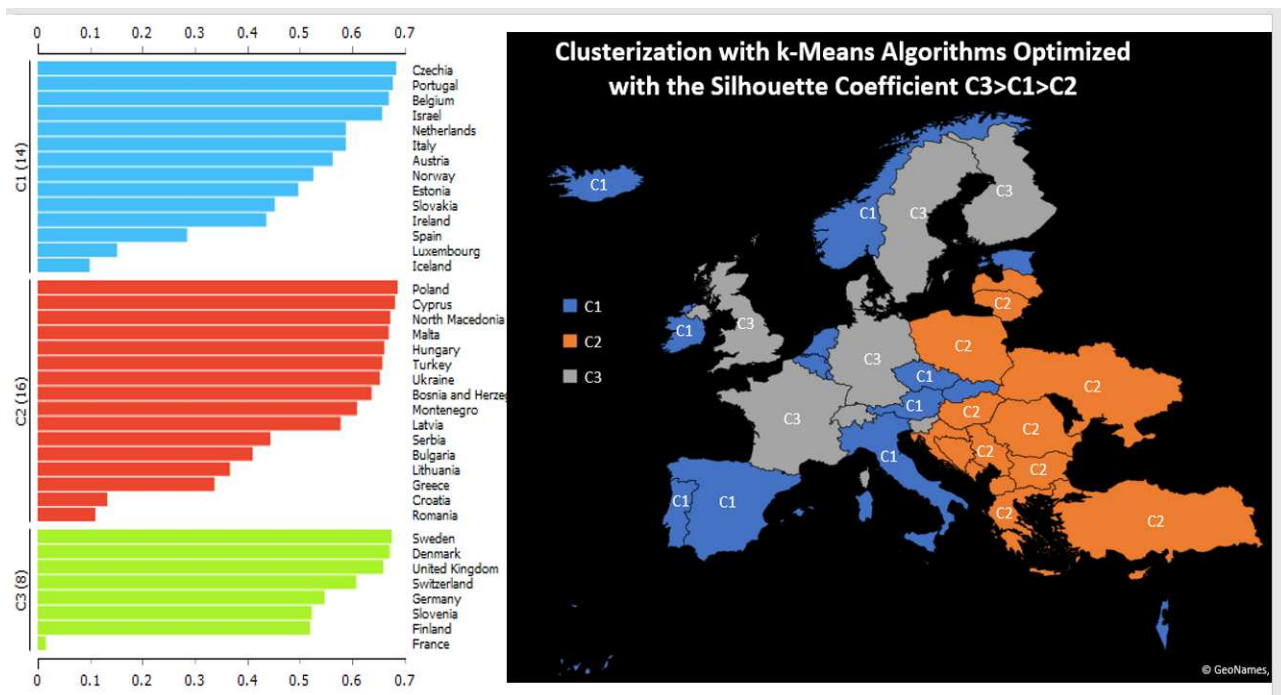 0 0.1 0.2 0.3 0.4 0.5 0.6 0.7
C1 (14)
Czechia
Portugal
Belgium
Israel
Netherlands
Italy
Austria
Norway
Estonia
Slovakia
Ireland
Spain
Luxembourg
Iceland
C2 (16)
Poland
Cyprus
North Macedonia
Malta
Hungary
Turkey
Ukraine
Bosnia and Herzeg
Montenegro
Latvia
Serbia
Bulgaria
Lithuania
Greece
Croatia
Romania
C3 (8)
Sweden
Denmark
United Kingdom
Switzerland
Germany
Slovenia
Finland
France
0 0.1 0.2 0.3 0.4 0.5 0.6 0.7
Clusterization with k-Means Algorithms Optimized
with the Silhouette Coefficient C3>C1>C2
C1
C1
C3
C3
C1
C3
C2
C1
C2
C3
C3
C2
C1
C2
C1
C2
C2
C3
C2
C1
C2
C1
C1
C2
C2
© GeoNames,